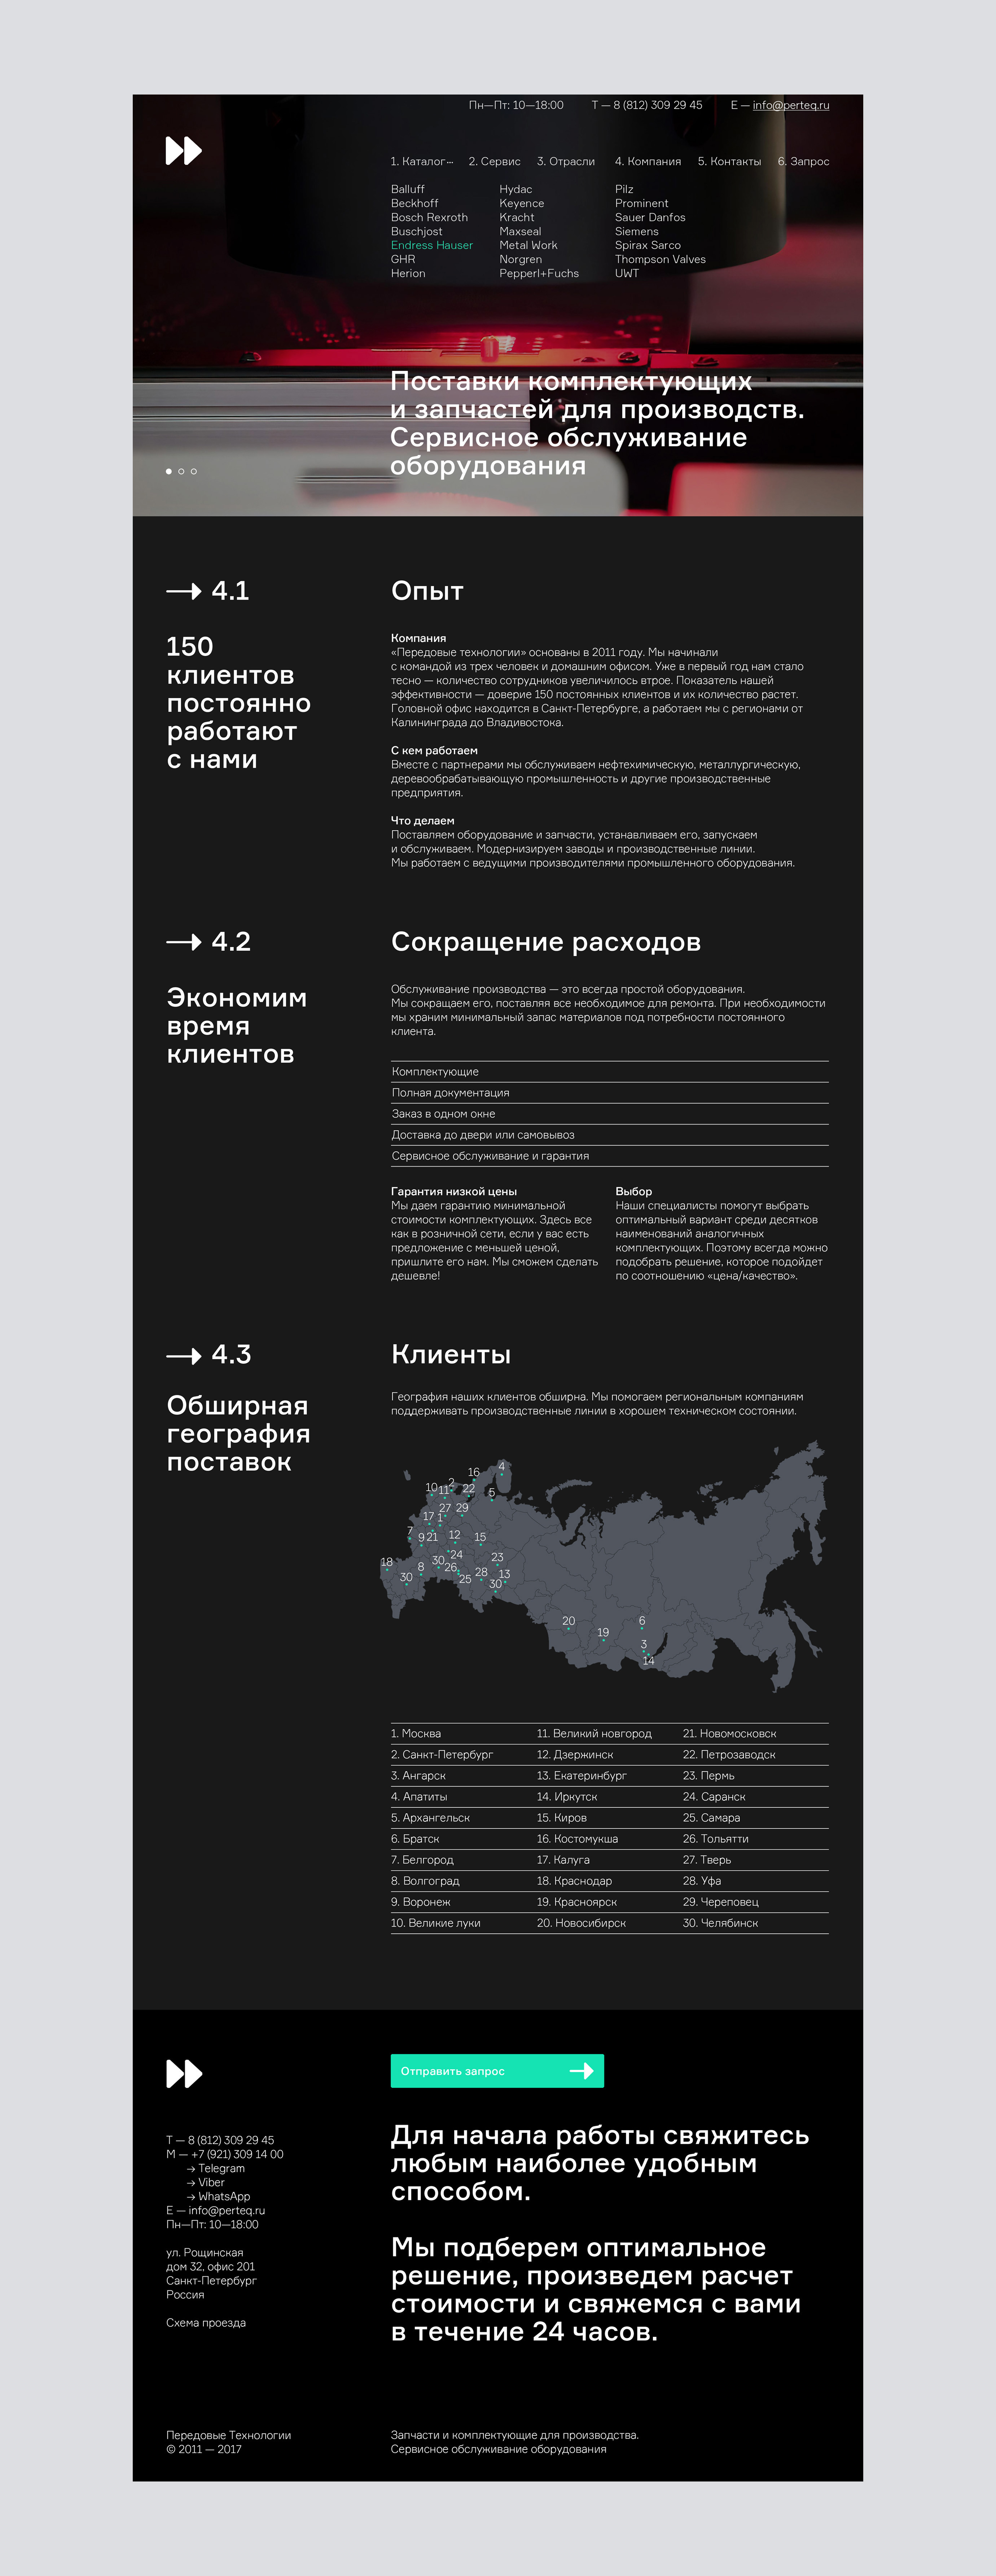 Пн—Пт: 10—18:00 T — 8 (812) 309 29 45 E — info@perteq.ru
1. Каталог 2. Сервис 3. Отрасли 4. Компания 5. Контакты 6. Запрос
Balluff Hydac Pilz
Beckhoff Keyence Prominent
Bosch Rexroth Kracht Sauer Danfos
Buschjost Maxseal Siemens
Endress Hauser Metal Work Spirax Sarco
GHR Norgren Thompson Valves
Herion Pepperl+Fuchs UWT
Поставки комплектующих
и запчастей для производств.
Сервисное обслуживание
оборудования
→ 4.1
150
клиентов
постоянно
работают
с нами
Опыт
Компания
«Передовые технологии» основаны в 2011 году. Мы начинали
с командой из трех человек и домашним офисом. Уже в первый год нам стало
тесно — количество сотрудников увеличилось втрое. Показатель нашей
эффективности — доверие 150 постоянных клиентов и их количество растет.
Головной офис находится в Санкт-Петербурге, а работаем мы с регионами от
Калининграда до Владивостока.
С кем работаем
Вместе с партнерами мы обслуживаем нефтехимическую, металлургическую,
деревообрабатывающую промышленность и другие производственные
предприятия.
Что делаем
Поставляем оборудование и запчасти, устанавливаем его, запускаем
и обслуживаем. Модернизируем заводы и производственные линии.
Мы работаем с ведущими производителями промышленного оборудования.
→ 4.2
Экономим
время
клиентов
Сокращение расходов
Обслуживание производства — это всегда простой оборудования.
Мы сокращаем его, поставляя все необходимое для ремонта. При необходимости
мы храним минимальный запас материалов под потребности постоянного
клиента.
Комплектующие
Полная документация
Заказ в одном окне
Доставка до двери или самовывоз
Сервисное обслуживание и гарантия
Гарантия низкой цены
Мы даем гарантию минимальной
стоимости комплектующих. Здесь все
как в розничной сети, если у вас есть
предложение с меньшей ценой,
пришлите его нам. Мы сможем сделать
дешевле!
Выбор
Наши специалисты помогут выбрать
оптимальный вариант среди десятков
наименований аналогичных
комплектующих. Поэтому всегда можно
подобрать решение, которое подойдет
по соотношению «цена/качество».
→ 4.3
Обширная
география
поставок
Клиенты
География наших клиентов обширна. Мы помогаем региональным компаниям
поддерживать производственные линии в хорошем техническом состоянии.
4
16
2
10 11 22 5
27 29
17 1
7 9 21 12 15
24 23
18 30 8 30 26 25 28 13
30
20 6
19
3
14
1. Москва 11. Великий новгород 21. Новомосковск
2. Санкт-Петербург 12. Дзержинск 22. Петрозаводск
3. Ангарск 13. Екатеринбург 23. Пермь
4. Апатиты 14. Иркутск 24. Саранск
5. Архангельск 15. Киров 25. Самара
6. Братск 16. Костомукша 26. Тольятти
7. Белгород 17. Калуга 27. Тверь
8. Волгоград 18. Краснодар 28. Уфа
9. Воронеж 19. Красноярск 29. Череповец
10. Великие луки 20. Новосибирск 30. Челябинск
Отправить запрос
T — 8 (812) 309 29 45
M — +7 (921) 309 14 00
→ Telegram
→ Viber
→ WhatsApp
E — info@perteq.ru
Пн—Пт: 10—18:00
ул. Рощинская
дом 32, офис 201
Санкт-Петербург
Россия
Схема проезда
Для начала работы свяжитесь
любым наиболее удобным
способом.
Мы подберем оптимальное
решение, произведем расчет
стоимости и свяжемся с вами
в течение 24 часов.
Передовые Технологии
© 2011 — 2017
Запчасти и комплектующие для производства.
Сервисное обслуживание оборудования